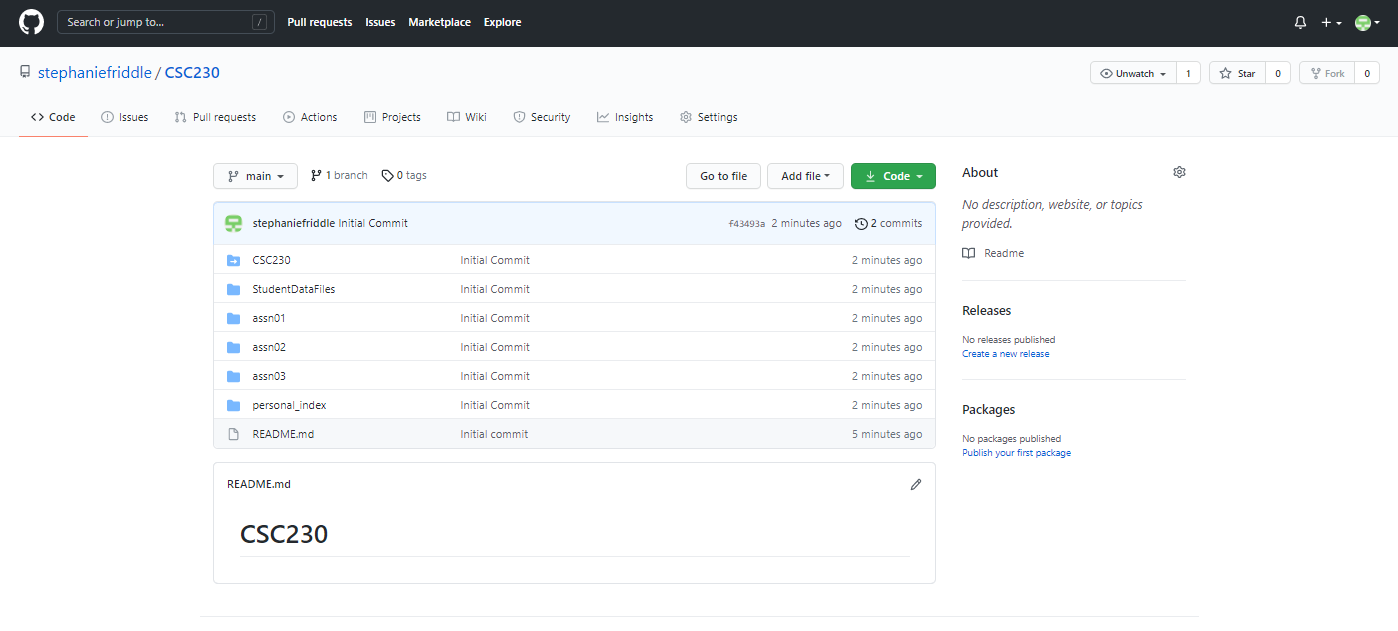 Search or jump to... / Pull requests Issues Marketplace Explore
stephaniefriddle / CSC230 Unwatch 1 Star 0 Fork 0
Code Issues Pull requests Actions Projects Wiki Security Insights Settings
main 1 branch 0 tags Go to file Add file Code
stephaniefriddle Initial Commit f43493a 2 minutes ago 2 commits
CSC230 Initial Commit 2 minutes ago
StudentDataFiles Initial Commit 2 minutes ago
assn01 Initial Commit 2 minutes ago
assn02 Initial Commit 2 minutes ago
assn03 Initial Commit 2 minutes ago
personal_index Initial Commit 2 minutes ago
README.md Initial commit 5 minutes ago
README.md
CSC230
About
No description, website, or topics
provided.
Readme
Releases
No releases published
Create a new release
Packages
No packages published
Publish your first package